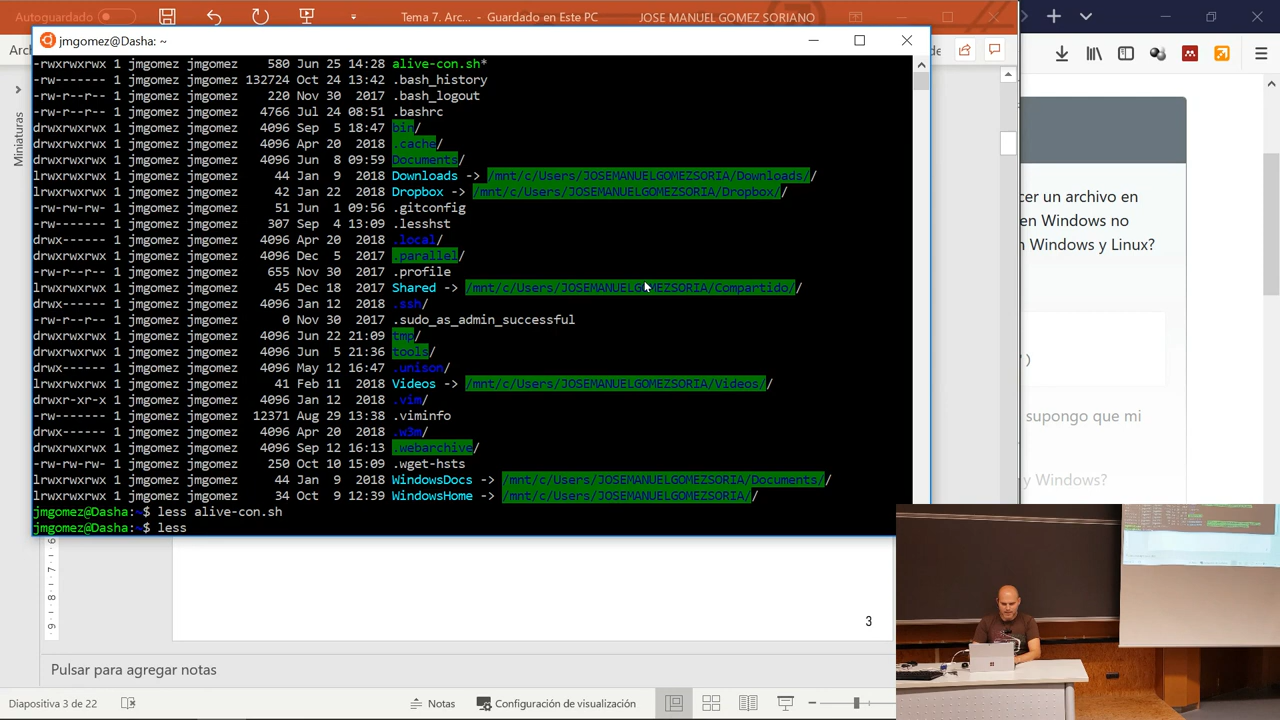 Autoguardado
Tema 7. Arc... - Guardado en Este PC
JOSE MANUEL GOMEZ SORIANO
jmgomez@Dasha: ~
-rwxrwxrwx 1 jmgomez jmgomez    580 Jun 25 14:28 alive-con.sh*
-rw------- 1 jmgomez jmgomez 132724 Oct 24 13:42 .bash_history
-rw-r--r-- 1 jmgomez jmgomez    220 Nov 30  2017 .bash_logout
-rw-r--r-- 1 jmgomez jmgomez   4766 Jul 24 08:51 .bashrc
drwxrwxrwx 1 jmgomez jmgomez   4096 Sep  5 18:47 bin/
drwxrwxrwx 1 jmgomez jmgomez   4096 Apr 20  2018 .cache/
drwxrwxrwx 1 jmgomez jmgomez   4096 Jun  8 09:59 Documents/
lrwxrwxrwx 1 jmgomez jmgomez     44 Jan  9  2018 Downloads -> /mnt/c/Users/JOSEMANUELGOMEZSORIA/Downloads//
lrwxrwxrwx 1 jmgomez jmgomez     42 Jan 22  2018 Dropbox -> /mnt/c/Users/JOSEMANUELGOMEZSORIA/Dropbox//
-rw-rw-rw- 1 jmgomez jmgomez     51 Jun  1 09:56 .gitconfig
-rw------- 1 jmgomez jmgomez    307 Sep  4 13:09 .lesshst
drwx------ 1 jmgomez jmgomez   4096 Apr 20  2018 .local/
drwxrwxrwx 1 jmgomez jmgomez   4096 Dec  5  2017 .parallel/
-rw-r--r-- 1 jmgomez jmgomez    655 Nov 30  2017 .profile
lrwxrwxrwx 1 jmgomez jmgomez     45 Dec 18  2017 Shared -> /mnt/c/Users/JOSEMANUELGOMEZSORIA/Compartido//
drwx------ 1 jmgomez jmgomez   4096 Jan 12  2018 .ssh/
-rw-r--r-- 1 jmgomez jmgomez      0 Nov 30  2017 .sudo_as_admin_successful
drwxrwxrwx 1 jmgomez jmgomez   4096 Jun 22 21:09 tmp/
drwxrwxrwx 1 jmgomez jmgomez   4096 Jun  5 21:36 tools/
drwx------ 1 jmgomez jmgomez   4096 May 12 16:47 .unison/
lrwxrwxrwx 1 jmgomez jmgomez     41 Feb 11  2018 Videos -> /mnt/c/Users/JOSEMANUELGOMEZSORIA/Videos//
drwxr-xr-x 1 jmgomez jmgomez   4096 Jan 12  2018 .vim/
-rw------- 1 jmgomez jmgomez  12371 Aug 29 13:38 .viminfo
drwx------ 1 jmgomez jmgomez   4096 Apr 20  2018 .w3m/
drwxrwxrwx 1 jmgomez jmgomez   4096 Sep 12 16:13 .webarchive/
-rw-rw-rw- 1 jmgomez jmgomez    250 Oct 10 15:09 .wget-hsts
lrwxrwxrwx 1 jmgomez jmgomez     44 Jan  9  2018 WindowsDocs -> /mnt/c/Users/JOSEMANUELGOMEZSORIA/Documents//
lrwxrwxrwx 1 jmgomez jmgomez     34 Oct  9 12:39 WindowsHome -> /mnt/c/Users/JOSEMANUELGOMEZSORIA//
jmgomez@Dasha:~$ less alive-con.sh
jmgomez@Dasha:~$ less
Arc
de
Miniaturas
cer un archivo en
en Windows no
n Windows y Linux?
)
supongo que mi
y Windows?
6 · 1 · 7 · 1 · 8 · 1 · 9
3
Pulsar para agregar notas
Diapositiva 3 de 22
Notas
Configuración de visualización